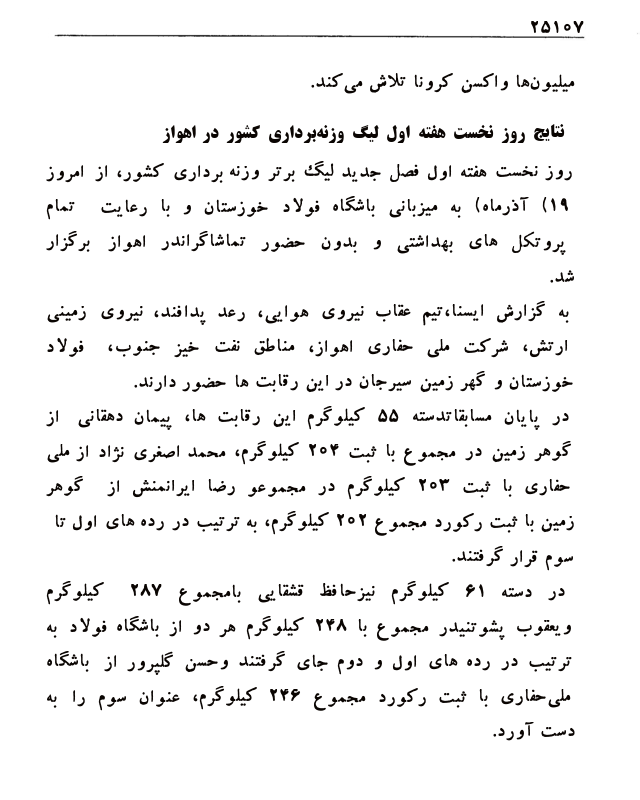 ۲۵۱۰۷
میلیون‌ها واکسن کرونا تلاش می‌کند.
نتایج روز نخست هفته اول لیگ وزنه‌برداری کشور در اهواز
روز نخست هفته اول فصل جدید لیگ برتر وزنه برداری کشور، از امروز
۱۹) آذرماه) به میزبانی باشگاه فولاد خوزستان و با رعایت تمام
پروتکل های بهداشتی و بدون حضور تماشاگراندر اهواز برگزار
شد.
به گزارش ایسنا،تیم عقاب نیروی هوایی، رعد پدافند، نیروی زمینی
ارتش، شرکت ملی حفاری اهواز، مناطق نفت خیز جنوب، فولاد
خوزستان و گهر زمین سیرجان در این رقابت ها حضور دارند.
در پایان مسابقاتدسته ۵۵ کیلوگرم این رقابت ها، پیمان دهقانی از
گوهر زمین در مجموع با ثبت ۲۰۴ کیلوگرم، محمد اصغری نژاد از ملی
حفاری با ثبت ۲۰۳ کیلوگرم در مجموعو رضا ایرانمنش از گوهر
زمین با ثبت رکورد مجموع ۲۰۲ کیلوگرم، به ترتیب در رده های اول تا
سوم قرار گرفتند.
در دسته ۶۱ کیلوگرم نیزحافظ قشقایی بامجموع ۲۸۷ کیلوگرم
ویعقوب پشوتنیدر مجموع با ۲۴۸ کیلوگرم هر دو از باشگاه فولاد به
ترتیب در رده های اول و دوم جای گرفتند وحسن گلپرور از باشگاه
ملی‌حفاری با ثبت رکورد مجموع ۲۴۶ کیلوگرم، عنوان سوم را به
دست آورد.